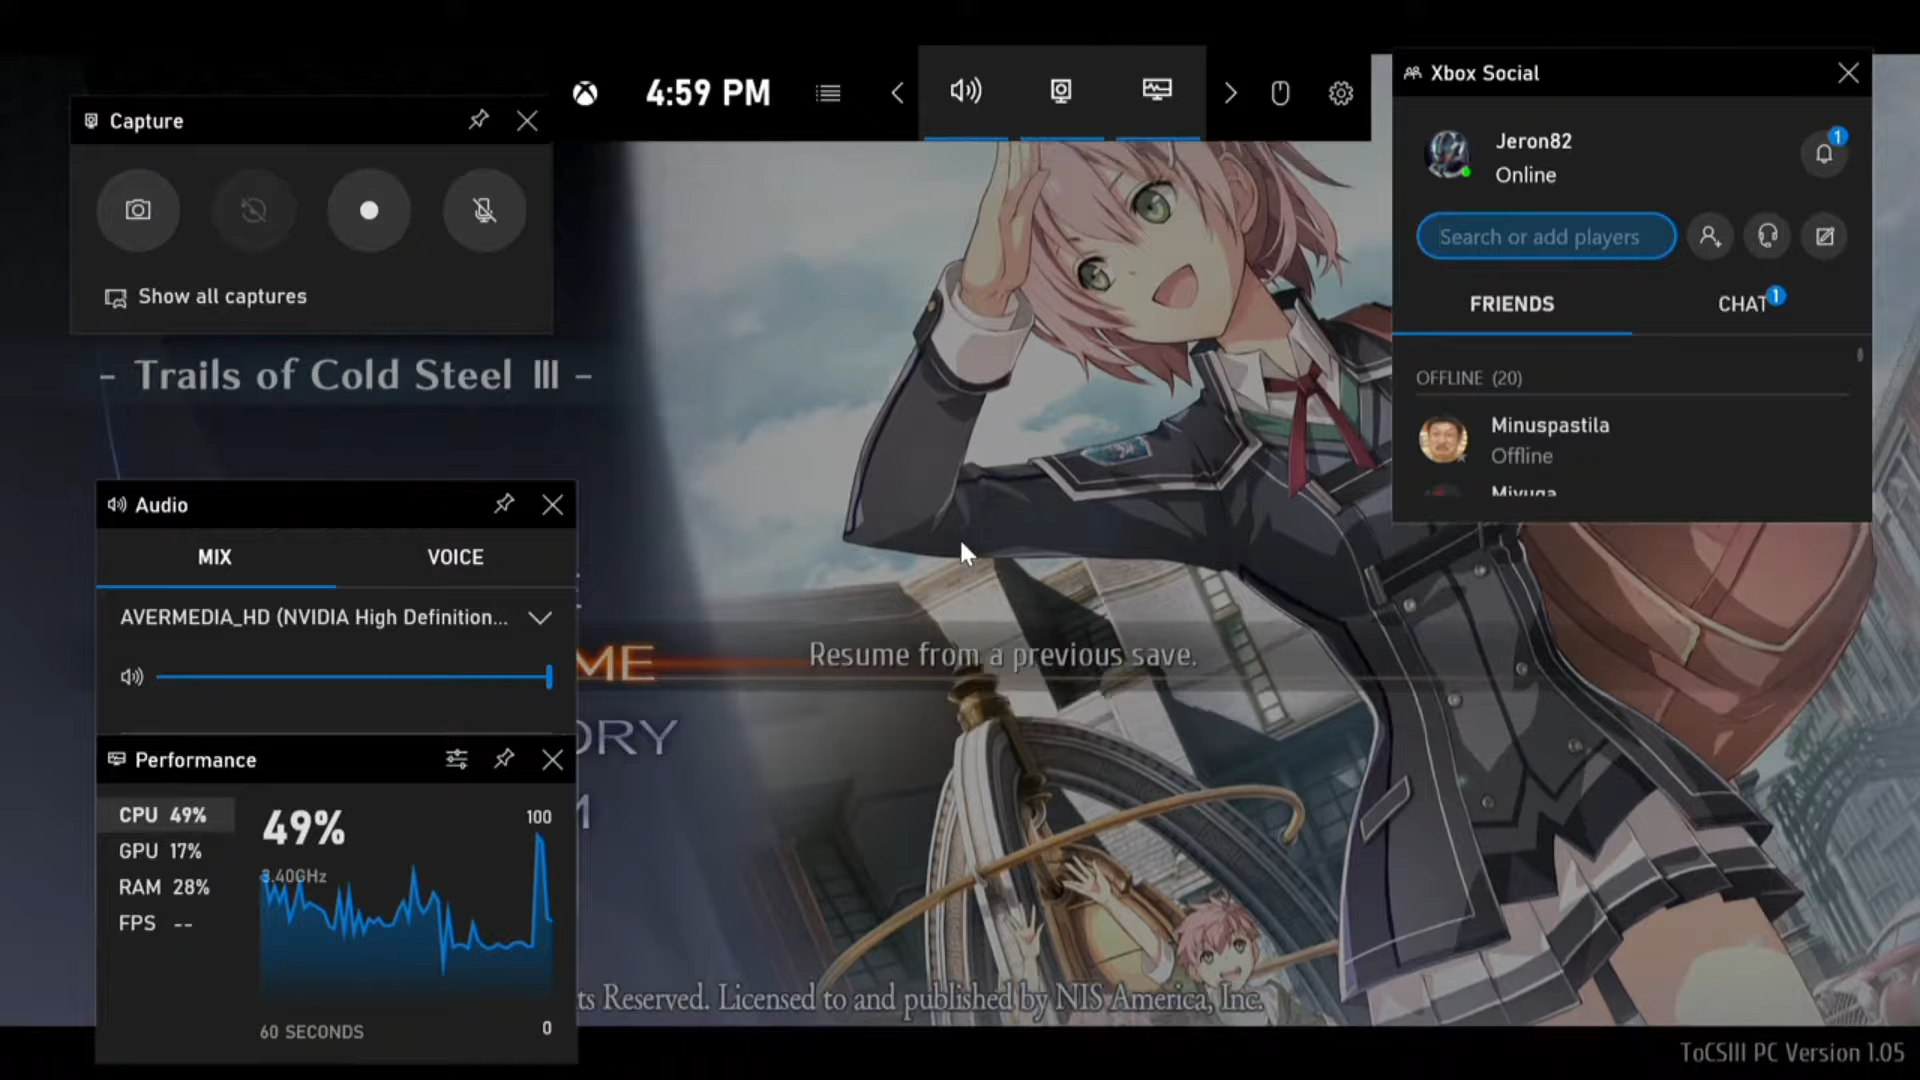 4:59 PM
Capture
Show all captures
- Trails of Cold Steel III -
Audio
MIX
VOICE
AVERMEDIA_HD (NVIDIA High Definition...
ME
Resume from a previous save.
ORY
Performance
CPU 49%
GPU 17%
RAM 28%
FPS --
49%
100
3.40GHz
60 SECONDS
0
Xbox Social
Jeron82
Online
1
Search or add players
FRIENDS
CHAT
1
OFFLINE (20)
Minuspastila
Offline
Miyuga
ts Reserved. Licensed to and published by NIS America, Inc.
ToCSIII PC Version 1.05